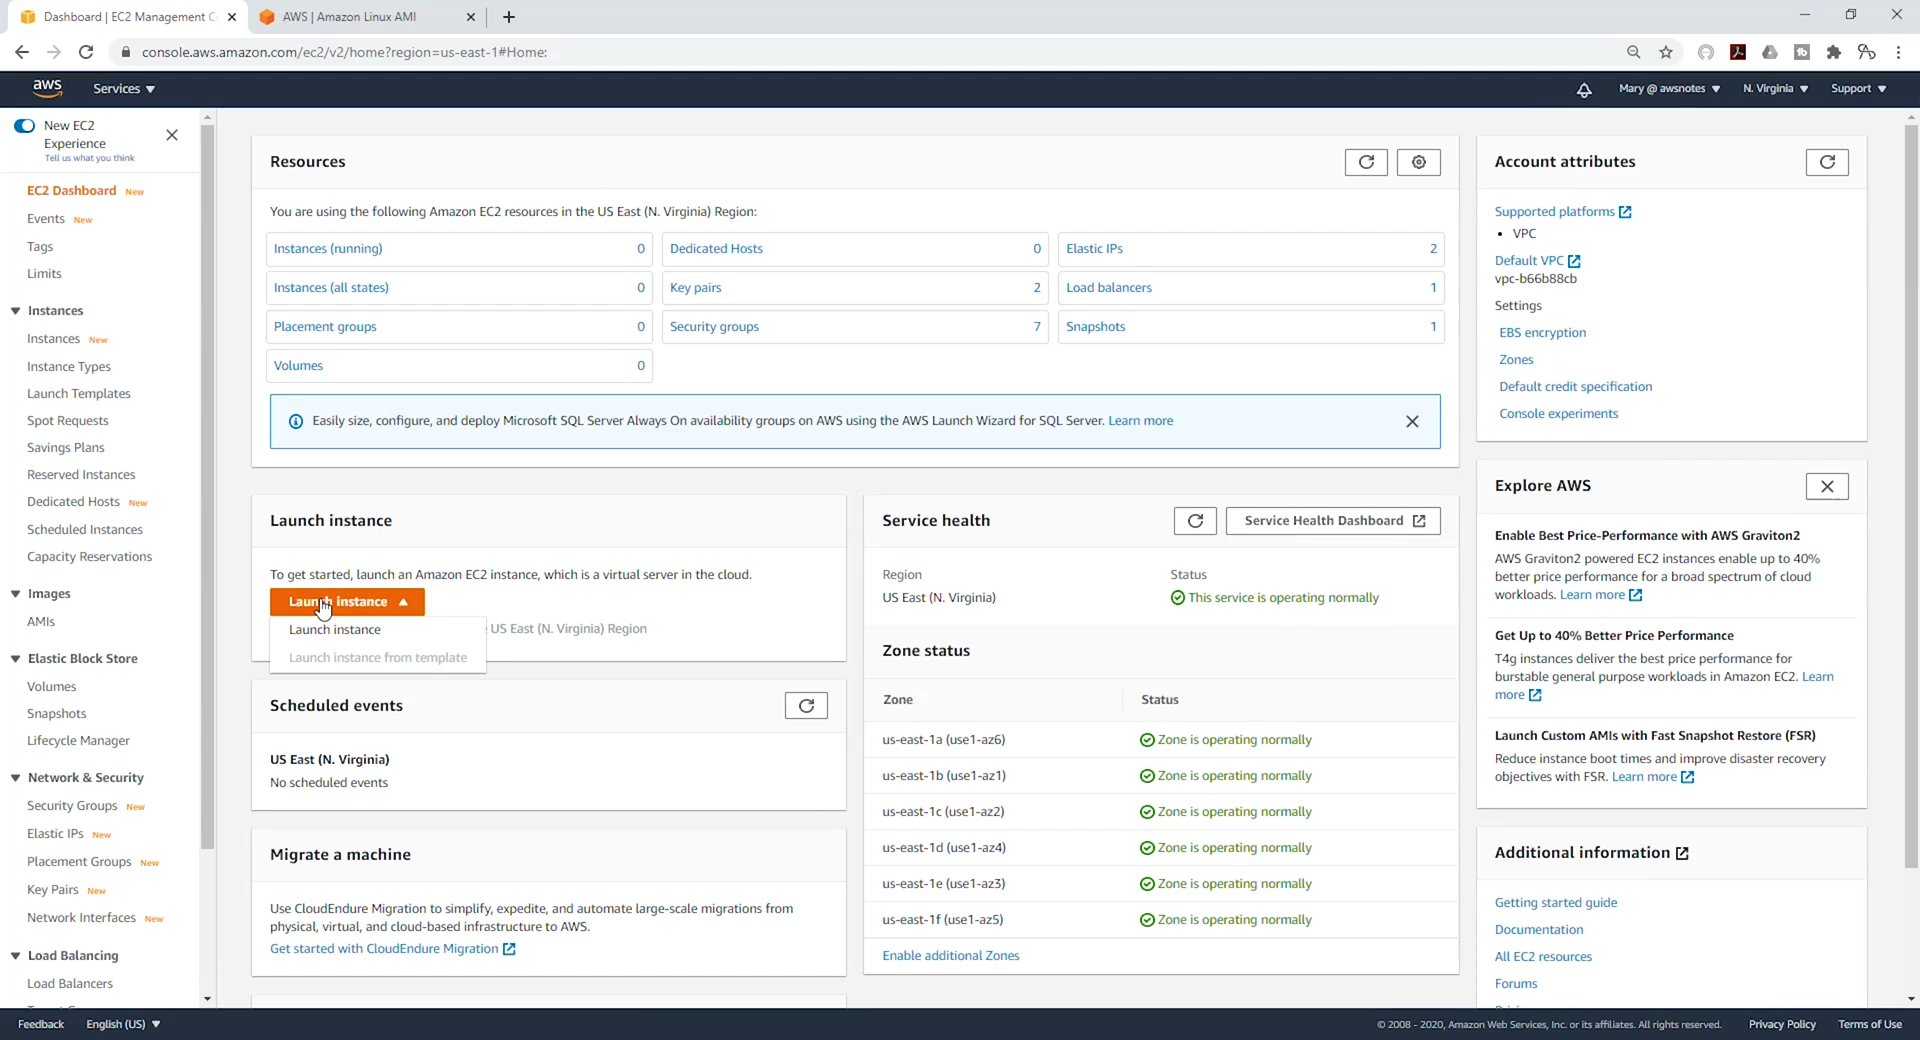 Dashboard | EC2 Management C
AWS | Amazon Linux AMI
console.aws.amazon.com/ec2/v2/home?region=us-east-1#Home:
aws
Services
Mary @ awsnotes
N. Virginia
Support
New EC2
Experience
Tell us what you think
EC2 Dashboard New
Events New
Tags
Limits
Instances
Instances New
Instance Types
Launch Templates
Spot Requests
Savings Plans
Reserved Instances
Dedicated Hosts New
Scheduled Instances
Capacity Reservations
Images
AMIs
Elastic Block Store
Volumes
Snapshots
Lifecycle Manager
Network & Security
Security Groups New
Elastic IPs New
Placement Groups New
Key Pairs New
Network Interfaces New
Load Balancing
Load Balancers
Resources
You are using the following Amazon EC2 resources in the US East (N. Virginia) Region:
Instances (running) 0
Dedicated Hosts 0
Elastic IPs 2
Instances (all states) 0
Key pairs 2
Load balancers 1
Placement groups 0
Security groups 7
Snapshots 1
Volumes 0
Easily size, configure, and deploy Microsoft SQL Server Always On availability groups on AWS using the AWS Launch Wizard for SQL Server. Learn more
Launch instance
To get started, launch an Amazon EC2 instance, which is a virtual server in the cloud.
Launch instance
Launch instance
US East (N. Virginia) Region
Launch instance from template
Scheduled events
US East (N. Virginia)
No scheduled events
Migrate a machine
Use CloudEndure Migration to simplify, expedite, and automate large-scale migrations from
physical, virtual, and cloud-based infrastructure to AWS.
Get started with CloudEndure Migration
Service health
Service Health Dashboard
Region
Status
US East (N. Virginia)
This service is operating normally
Zone status
Zone
Status
us-east-1a (use1-az6)
Zone is operating normally
us-east-1b (use1-az1)
Zone is operating normally
us-east-1c (use1-az2)
Zone is operating normally
us-east-1d (use1-az4)
Zone is operating normally
us-east-1e (use1-az3)
Zone is operating normally
us-east-1f (use1-az5)
Zone is operating normally
Enable additional Zones
Account attributes
Supported platforms
• VPC
Default VPC
vpc-b66b88cb
Settings
EBS encryption
Zones
Default credit specification
Console experiments
Explore AWS
Enable Best Price-Performance with AWS Graviton2
AWS Graviton2 powered EC2 instances enable up to 40%
better price performance for a broad spectrum of cloud
workloads. Learn more
Get Up to 40% Better Price Performance
T4g instances deliver the best price performance for
burstable general purpose workloads in Amazon EC2. Learn
more
Launch Custom AMIs with Fast Snapshot Restore (FSR)
Reduce instance boot times and improve disaster recovery
objectives with FSR. Learn more
Additional information
Getting started guide
Documentation
All EC2 resources
Forums
Feedback
English (US)
© 2008 - 2020, Amazon Web Services, Inc. or its affiliates. All rights reserved.
Privacy Policy
Terms of Use